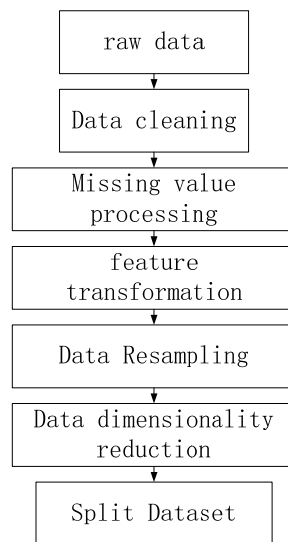 raw data
Data cleaning
Missing value
processing
feature
transformation
Data Resampling
Data dimensionality
reduction
Split Dataset